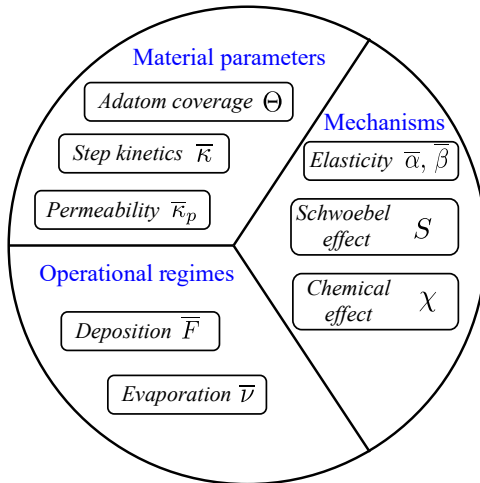 Material parameters
Adatom coverage Θ
Step kinetics κ̅
Permeability κ̅ₚ
Mechanisms
Elasticity α̅, β̅
Schwoebel
effect S
Chemical
effect χ
Operational regimes
Deposition F̅
Evaporation ν̅